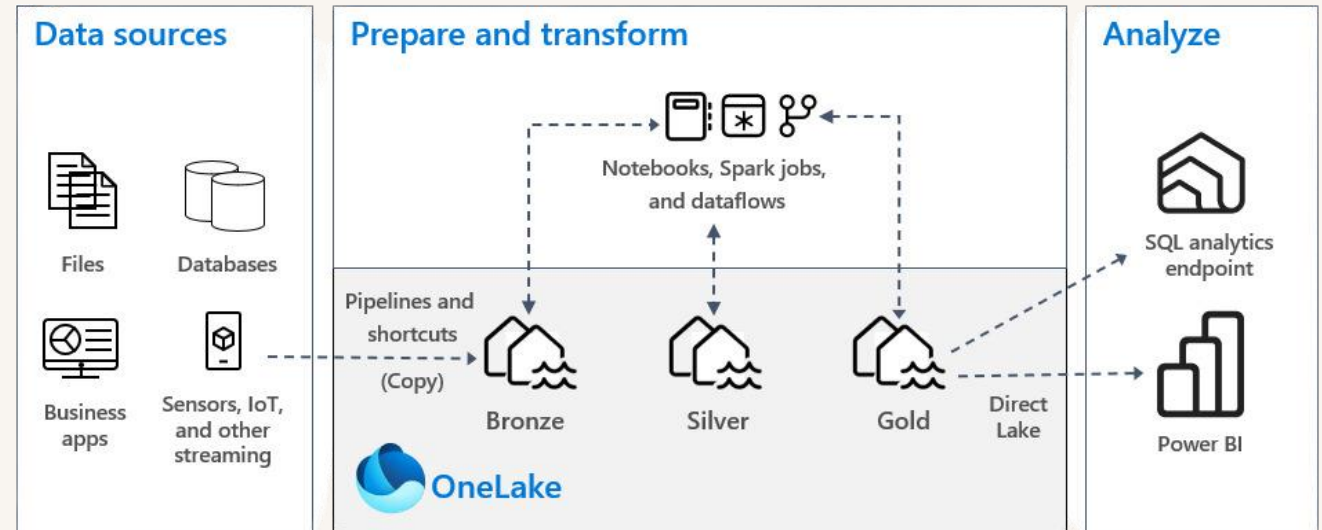 Data sources
Files
Databases
Business
apps
Sensors, IoT,
and other
streaming
Prepare and transform
Notebooks, Spark jobs,
and dataflows
Pipelines and
shortcuts
(Copy)
Bronze
Silver
Gold
Direct
Lake
OneLake
Analyze
SQL analytics
endpoint
Power BI